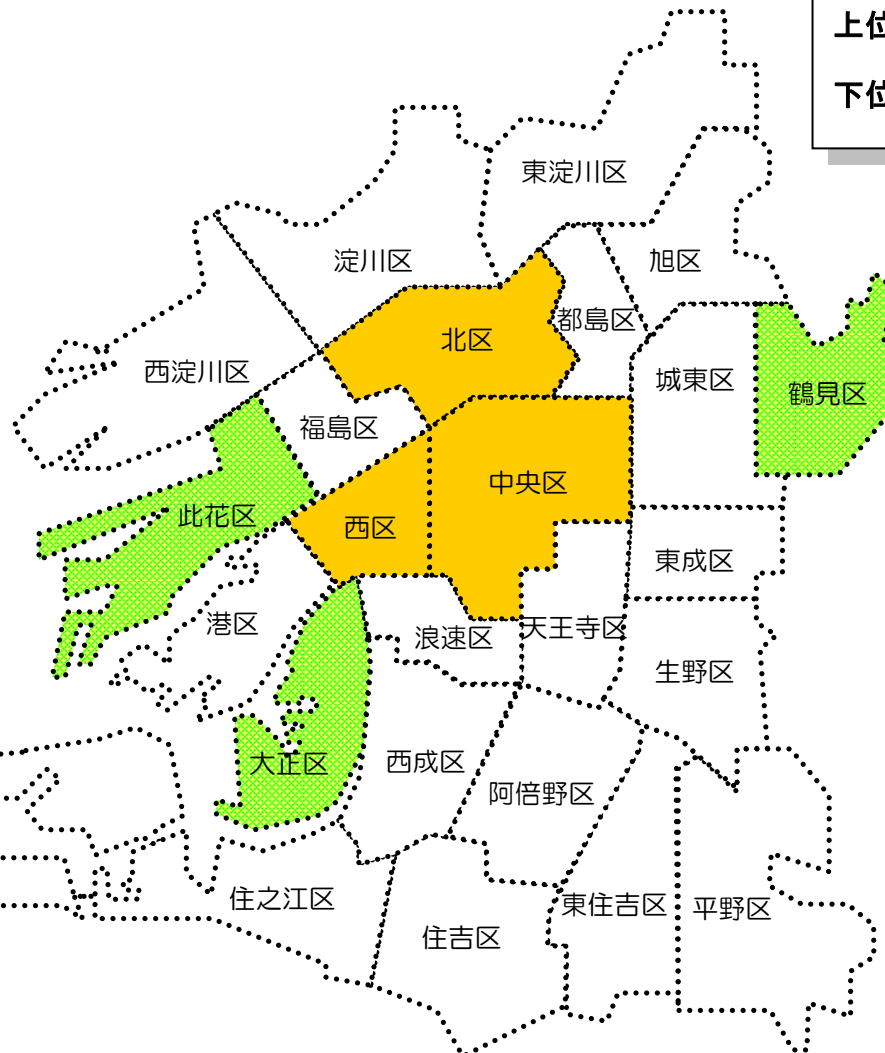 上位
下位
東淀川区
淀川区
旭区
都島区
北区
西淀川区
城東区
鶴見区
福島区
中央区
此花区
西区
東成区
港区
浪速区
天王寺区
生野区
大正区
西成区
阿倍野区
住之江区
東住吉区
平野区
住吉区